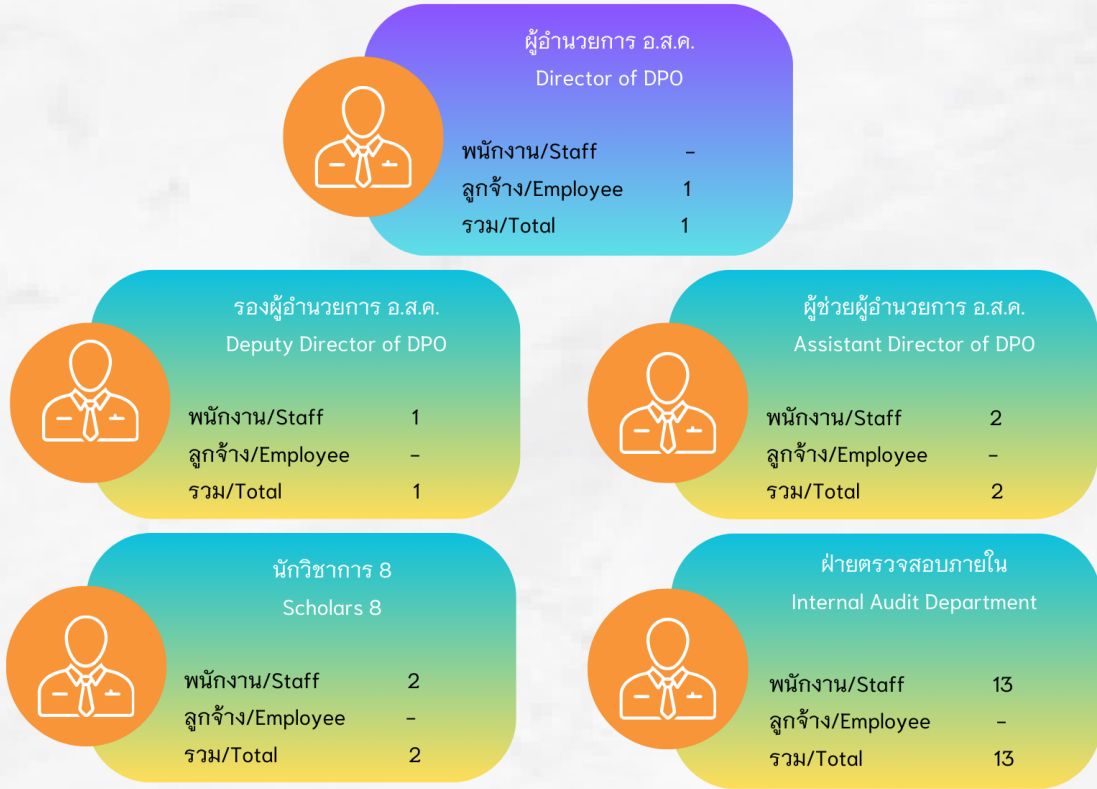 ผู้อำนวยการ อ.ส.ค.
Director of DPO
พนักงาน/Staff -
ลูกจ้าง/Employee 1
รวม/Total 1
รองผู้อำนวยการ อ.ส.ค.
Deputy Director of DPO
พนักงาน/Staff 1
ลูกจ้าง/Employee -
รวม/Total 1
ผู้ช่วยผู้อำนวยการ อ.ส.ค.
Assistant Director of DPO
พนักงาน/Staff 2
ลูกจ้าง/Employee -
รวม/Total 2
นักวิชาการ 8
Scholars 8
พนักงาน/Staff 2
ลูกจ้าง/Employee -
รวม/Total 2
ฝ่ายตรวจสอบภายใน
Internal Audit Department
พนักงาน/Staff 13
ลูกจ้าง/Employee -
รวม/Total 13